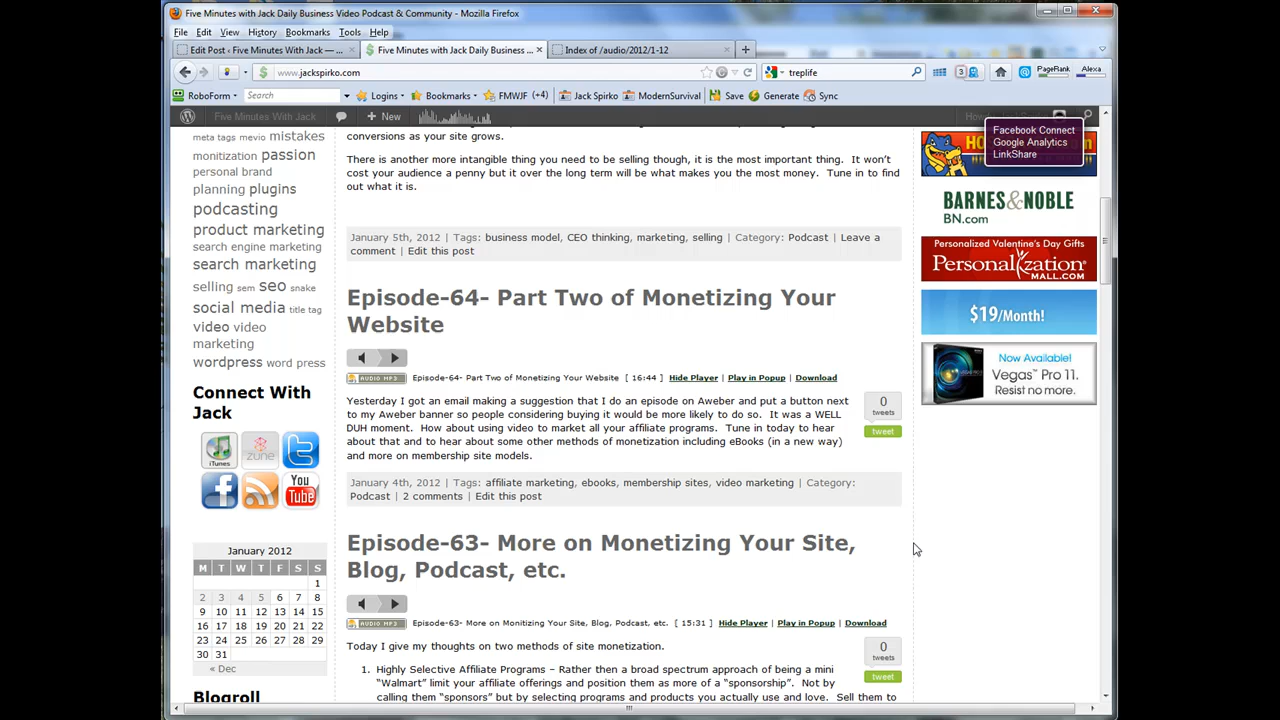 Five Minutes with Jack Daily Business Video Podcast & Community - Mozilla Firefox
File Edit View History Bookmarks Tools Help
Edit Post ‹ Five Minutes With Jack — ...
Five Minutes with Jack Daily Business ...
Index of /audio/2012/1-12
www.jackspirko.com
treplife
3
PageRank
Alexa
RoboForm
Search
Logins
Bookmarks
FMWJF (+4)
Jack Spirko
ModernSurvival
Save
Generate
Sync
Five Minutes With Jack
New
Facebook Connect
Google Analytics
LinkShare
meta tags mevio mistakes
monitization passion
personal brand
planning plugins
podcasting
product marketing
search engine marketing
search marketing
selling sem seo snake
social media title tag
video video
marketing
wordpress word press
Connect With
Jack
iTunes
zune
You
Tube
January 2012
M T W T F S S
1
2 3 4 5 6 7 8
9 10 11 12 13 14 15
16 17 18 19 20 21 22
23 24 25 26 27 28 29
30 31
« Dec
Blogroll
conversions as your site grows.
There is another more intangible thing you need to be selling though, it is the most important thing. It won't
cost your audience a penny but it over the long term will be what makes you the most money. Tune in to find
out what it is.
January 5th, 2012 | Tags: business model, CEO thinking, marketing, selling | Category: Podcast | Leave a
comment | Edit this post
Episode-64- Part Two of Monetizing Your
Website
AUDIO MP3 Episode-64- Part Two of Monetizing Your Website [ 16:44 ] Hide Player | Play in Popup | Download
Yesterday I got an email making a suggestion that I do an episode on Aweber and put a button next
to my Aweber banner so people considering buying it would be more likely to do so. It was a WELL
DUH moment. How about using video to market all your affiliate programs. Tune in today to hear
about that and to hear about some other methods of monetization including eBooks (in a new way)
and more on membership site models.
0
tweets
tweet
January 4th, 2012 | Tags: affiliate marketing, ebooks, membership sites, video marketing | Category:
Podcast | 2 comments | Edit this post
Episode-63- More on Monetizing Your Site,
Blog, Podcast, etc.
AUDIO MP3 Episode-63- More on Monetizing Your Site, Blog, Podcast, etc. [ 15:31 ] Hide Player | Play in Popup | Download
Today I give my thoughts on two methods of site monetization.
0
tweets
tweet
1. Highly Selective Affiliate Programs – Rather then a broad spectrum approach of being a mini
"Walmart" limit your affiliate offerings and position them as more of a "sponsorship". Not by
calling them "sponsors" but by selecting programs and products you actually use and love. Sell them to
BARNES&NOBLE
BN.com
Personalized Valentine's Day Gifts
PersonalizationMALL.COM
$19/Month!
Now Available!
Vegas Pro 11.
Resist no more.